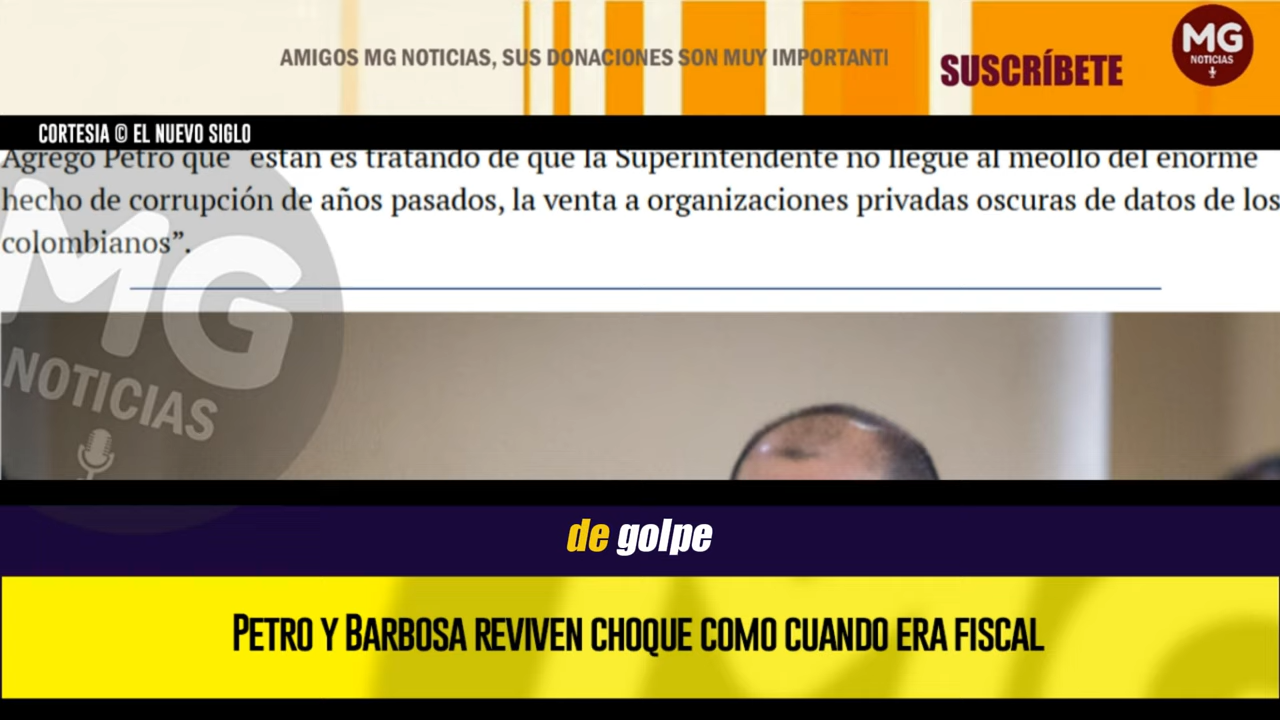 AMIGOS MG NOTICIAS, SUS DONACIONES SON MUY IMPORTANTI
SUSCRÍBETE
MG
NOTICIAS
CORTESIA © EL NUEVO SIGLO
Agregó Petro que “están es tratando de que la Superintendente no llegue al meollo del enorme
hecho de corrupción de años pasados, la venta a organizaciones privadas oscuras de datos de los
colombianos”.
MG
NOTICIAS
de golpe
PETRO Y BARBOSA REVIVEN CHOQUE COMO CUANDO ERA FISCAL